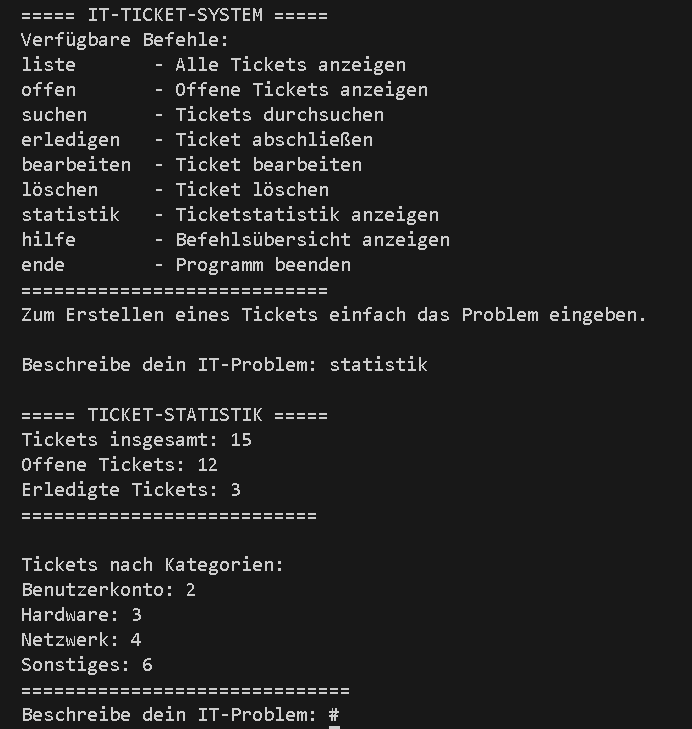 ===== IT-TICKET-SYSTEM =====
Verfügbare Befehle:
liste       - Alle Tickets anzeigen
offen       - Offene Tickets anzeigen
suchen      - Tickets durchsuchen
erledigen   - Ticket abschließen
bearbeiten  - Ticket bearbeiten
löschen     - Ticket löschen
statistik   - Ticketstatistik anzeigen
hilfe       - Befehlsübersicht anzeigen
ende        - Programm beenden
============================
Zum Erstellen eines Tickets einfach das Problem eingeben.

Beschreibe dein IT-Problem: statistik

===== TICKET-STATISTIK =====
Tickets insgesamt: 15
Offene Tickets: 12
Erledigte Tickets: 3
===========================

Tickets nach Kategorien:
Benutzerkonto: 2
Hardware: 3
Netzwerk: 4
Sonstiges: 6
==============================
Beschreibe dein IT-Problem: #